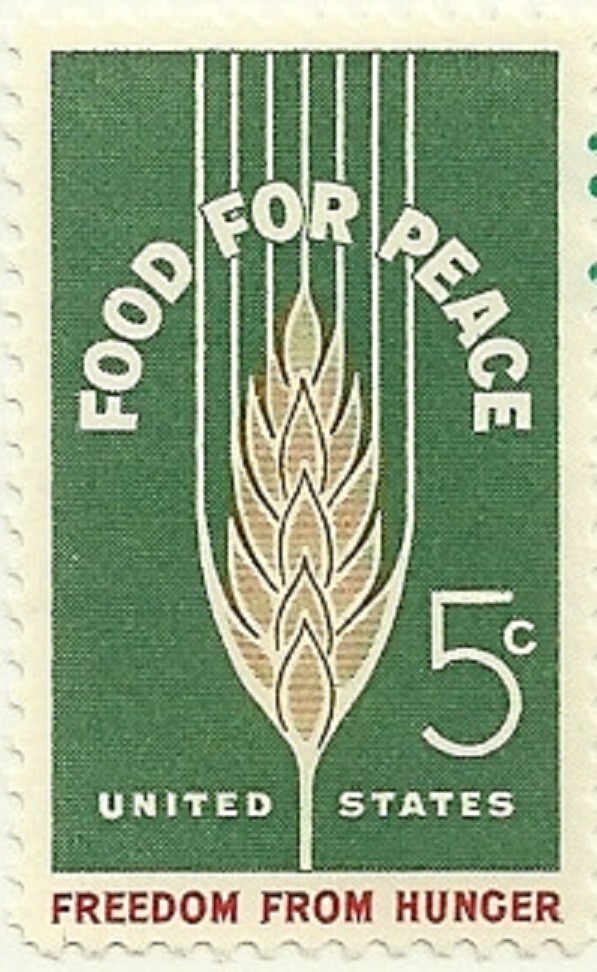 FOOD FOR PEACE
5c
UNITED STATES
FREEDOM FROM HUNGER